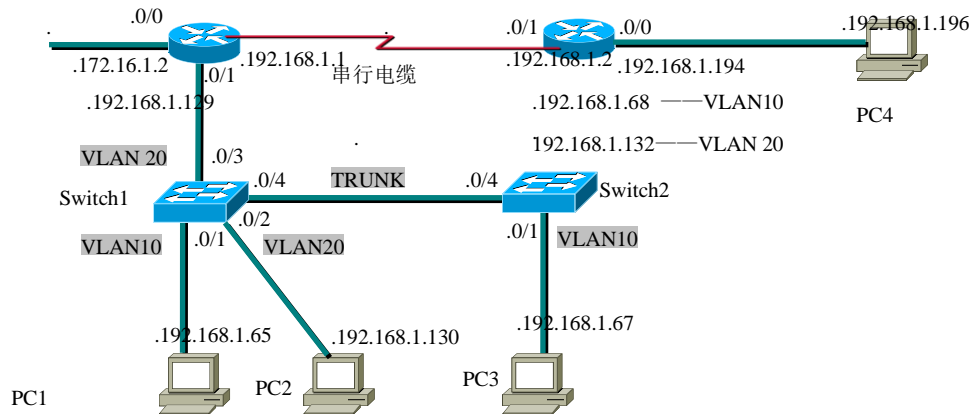 .0/0
.
.0/1
.0/0
.192.168.1.196
.172.16.1.2
.0/1
.192.168.1.1
串行电缆
.192.168.1.2
.192.168.1.194
.192.168.1.129
.192.168.1.68 ——VLAN10
PC4
.
192.168.1.132——VLAN 20
VLAN 20
.0/3
.0/4
TRUNK
.0/4
Switch1
Switch2
.0/2
.0/1
VLAN10
.0/1
VLAN20
VLAN10
.192.168.1.65
.192.168.1.130
.192.168.1.67
PC1
PC2
PC3